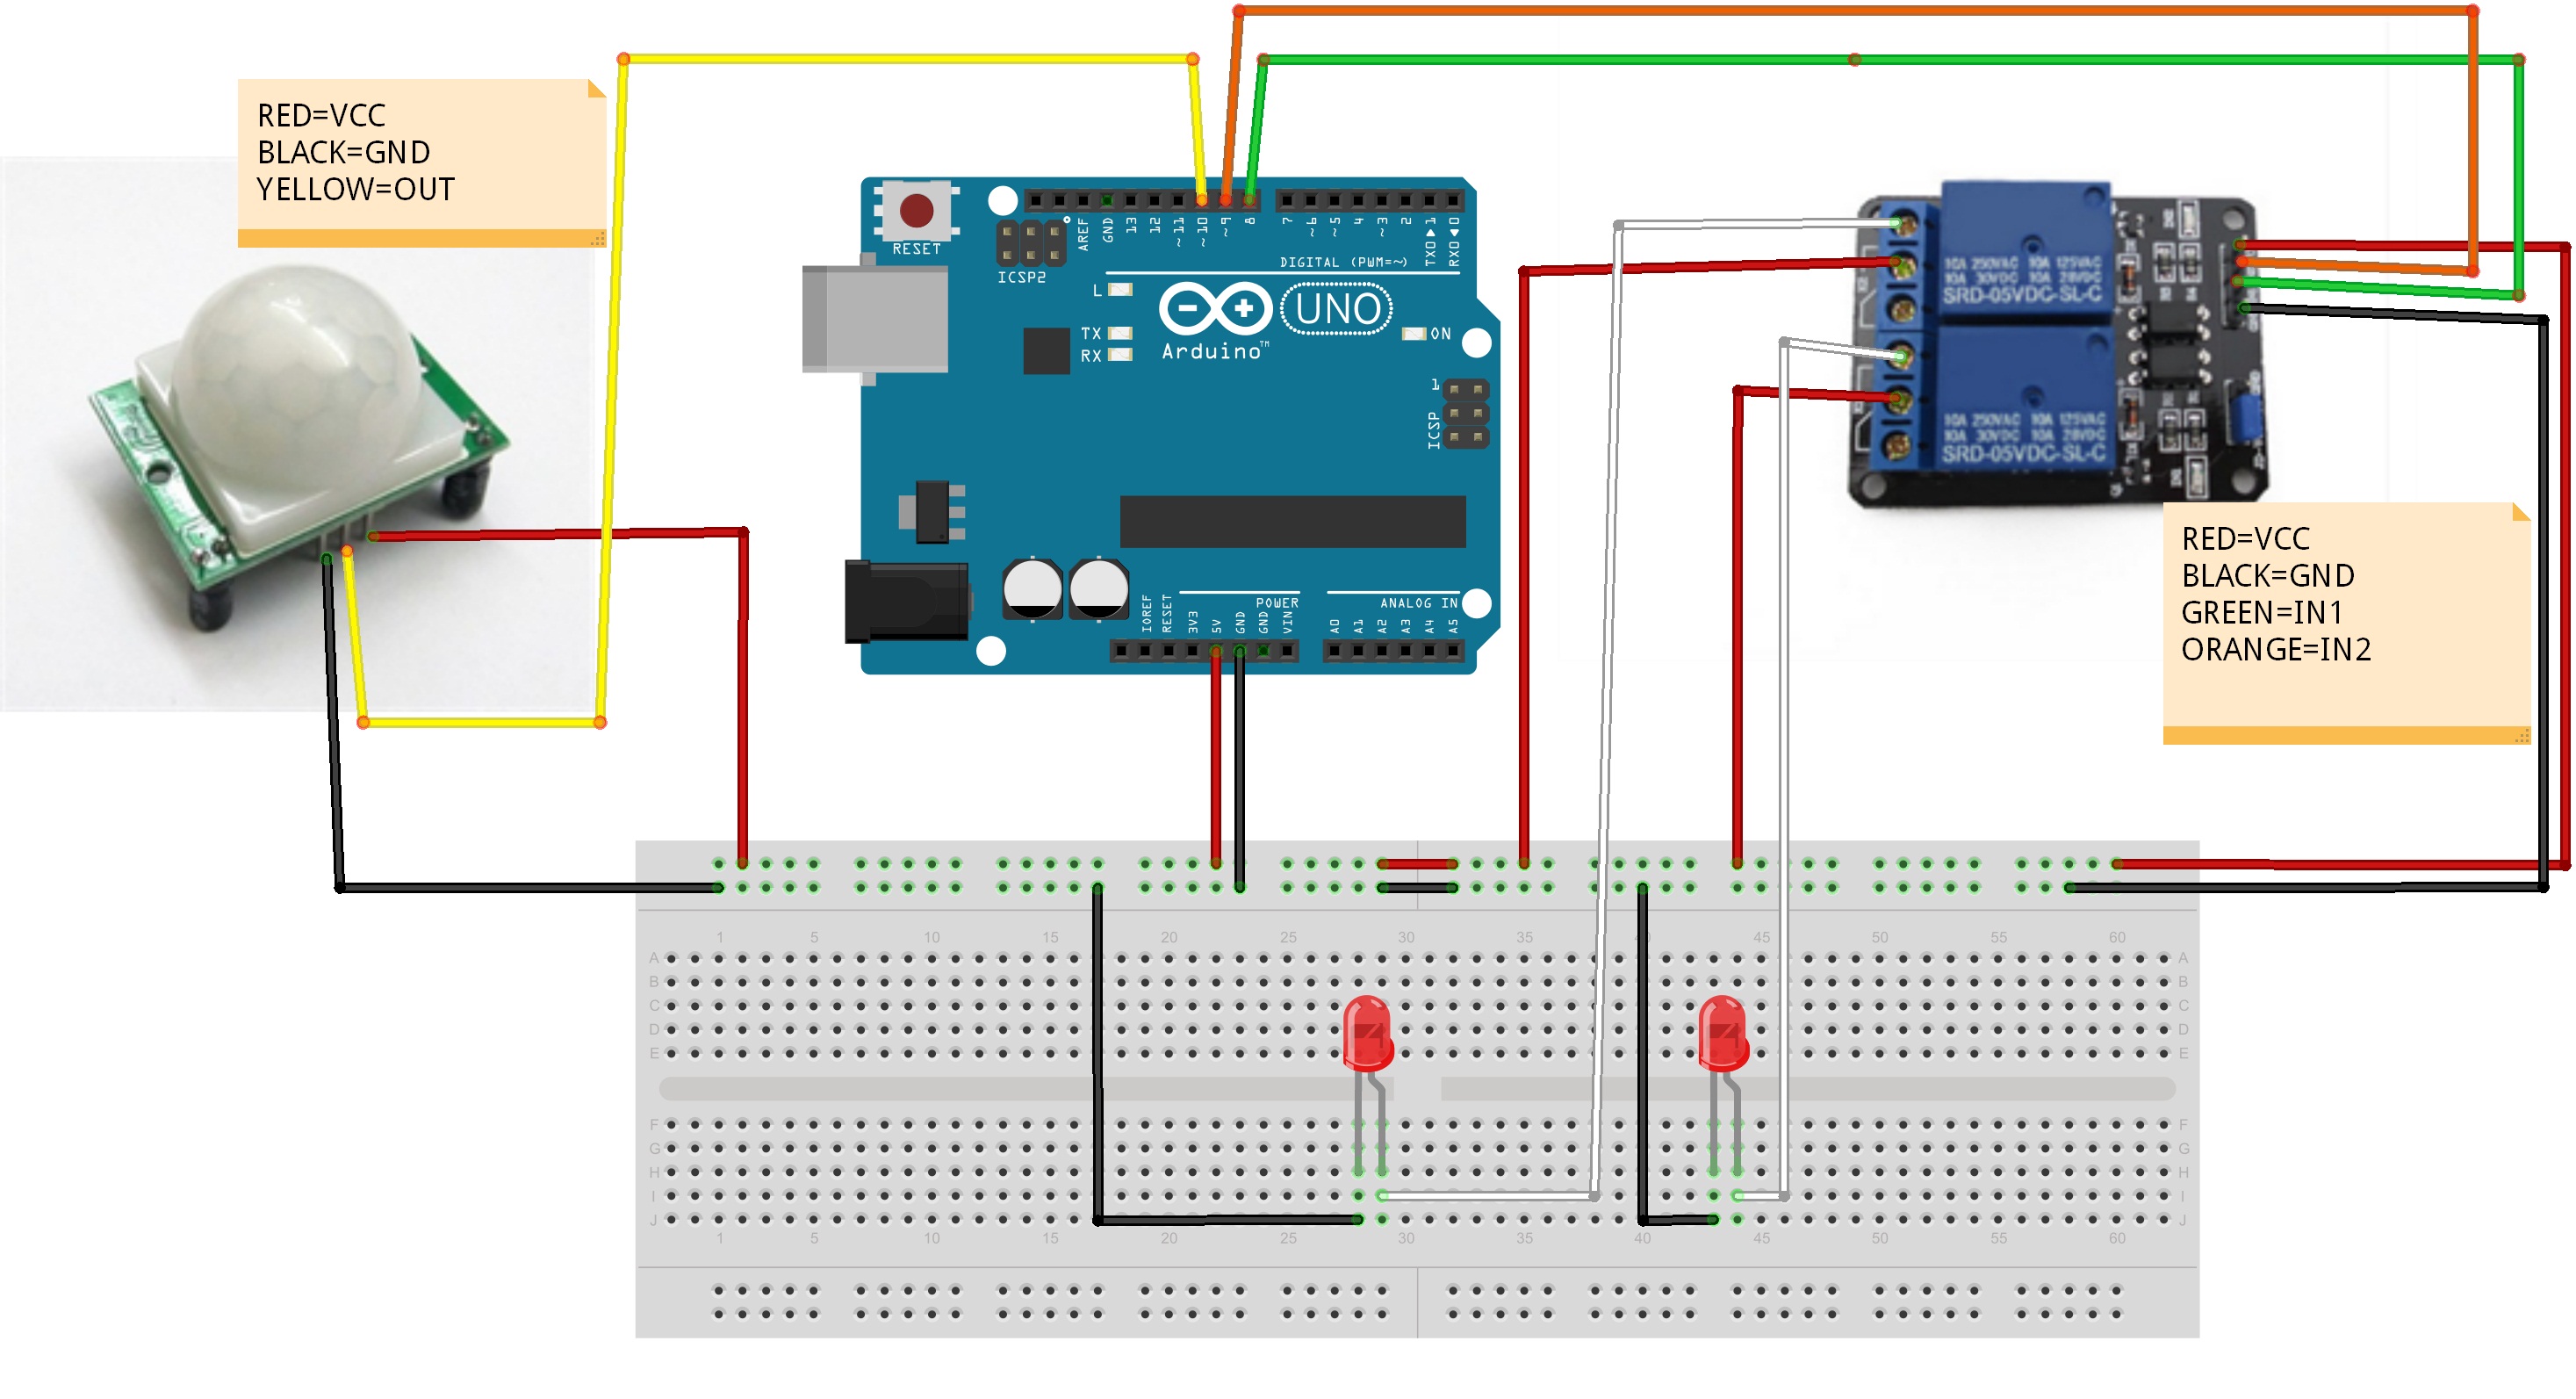 RED=VCC
BLACK=GND
YELLOW=OUT
RESET
ICSP2
AREF
GND
13
12
~11
~10
~9
8
7
~6
~5
4
~3
2
TX0▶1
RX0◀0
DIGITAL (PWM=~)
L
TX
RX
UNO
Arduino™
ON
1
ICSP
POWER
ANALOG IN
IOREF
RESET
3V3
5V
GND
GND
VIN
A0
A1
A2
A3
A4
A5
10A 250VAC 10A 125VAC
10A 30VDC 10A 28VDC
SRD-05VDC-SL-C
10A 250VAC 10A 125VAC
10A 30VDC 10A 28VDC
SRD-05VDC-SL-C
RED=VCC
BLACK=GND
GREEN=IN1
ORANGE=IN2
1 5 10 15 20 25 30 35 40 45 50 55 60
A A
B B
C C
D D
E E
F F
G G
H H
I I
J J
1 5 10 15 20 25 30 35 40 45 50 55 60